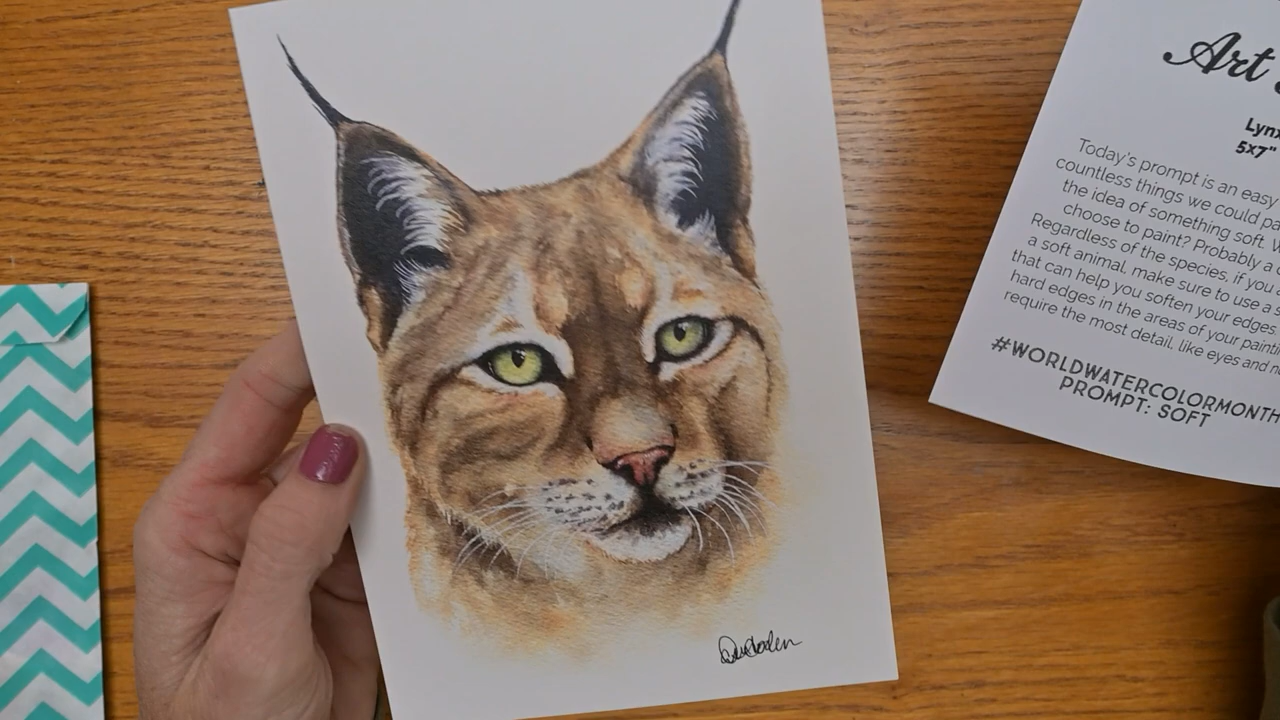 Art
Lynx
5x7"
Today's prompt is an easy
countless things we could
the idea of something soft.
choose to paint? Probably a
Regardless of the species, if you
a soft animal, make sure to use a
that can help you soften your edges
hard edges in the areas of your
require the most detail, like eyes and
#WORLDWATERCOLORMONTH
PROMPT: SOFT